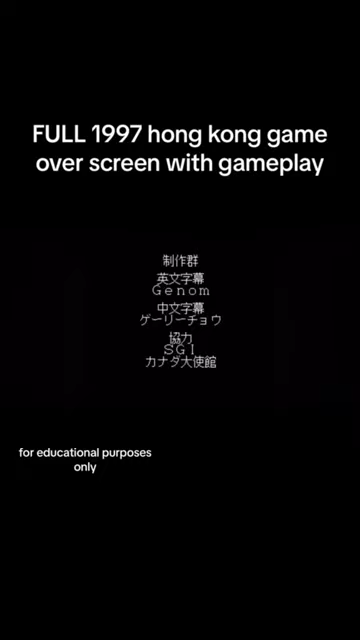 FULL 1997 hong kong game
over screen with gameplay
制作群
英文字幕
Ｇｅｎｏｍ
中文字幕
ゲーリーチョウ
協力
ＳＧＩ
カナダ大使館
for educational purposes
only